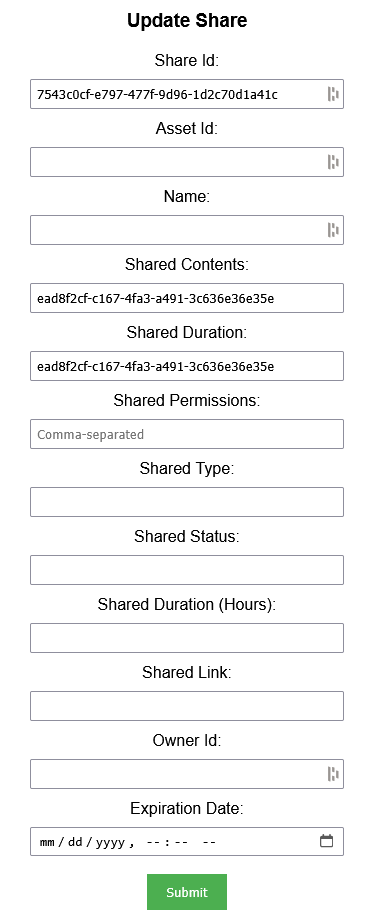 Update Share
Share Id:
7543c0cf-e797-477f-9d96-1d2c70d1a41c
Asset Id:
Name:
Shared Contents:
ead8f2cf-c167-4fa3-a491-3c636e36e35e
Shared Duration:
ead8f2cf-c167-4fa3-a491-3c636e36e35e
Shared Permissions:
Comma-separated
Shared Type:
Shared Status:
Shared Duration (Hours):
Shared Link:
Owner Id:
Expiration Date:
mm/dd/yyyy, --:-- --
Submit